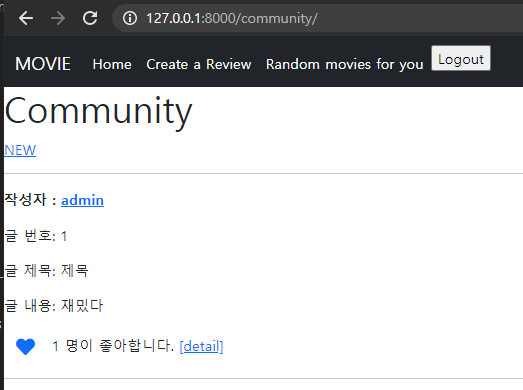 127.0.0.1:8000/community/
MOVIE Home Create a Review Random movies for you Logout
Community
NEW
작성자 : admin
글 번호: 1
글 제목: 제목
글 내용: 재밌다
1 명이 좋아합니다. [detail]